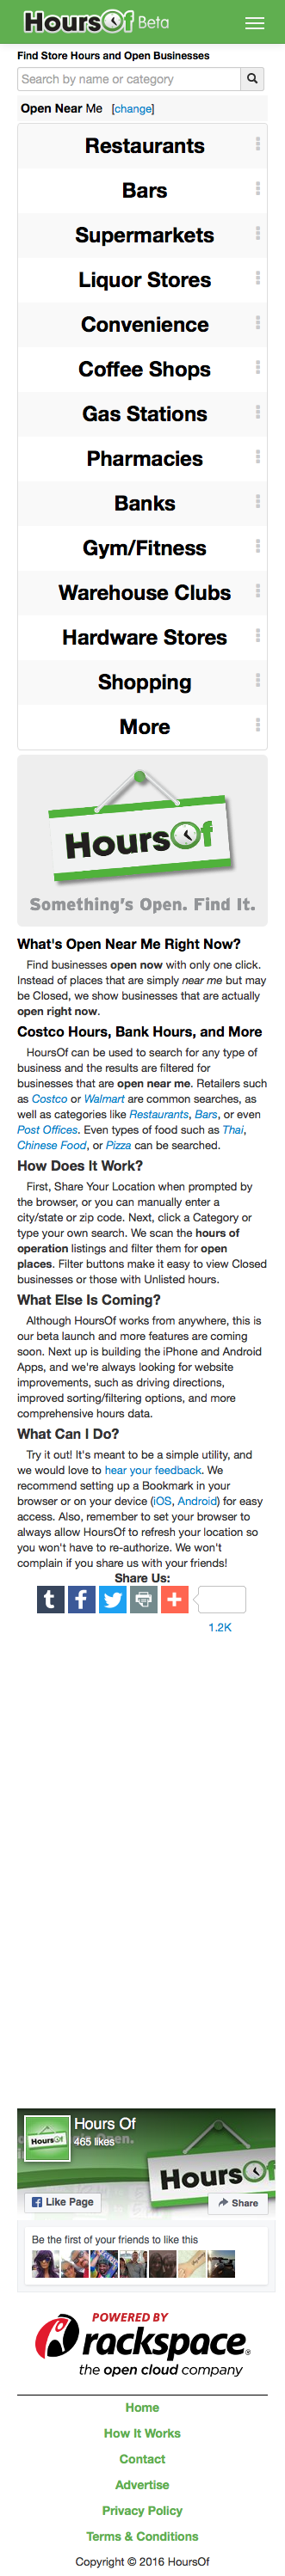 HoursOf Beta
Find Store Hours and Open Businesses
Search by name or category
Open Near Me [change]
Restaurants
Bars
Supermarkets
Liquor Stores
Convenience
Coffee Shops
Gas Stations
Pharmacies
Banks
Gym/Fitness
Warehouse Clubs
Hardware Stores
Shopping
More
HoursOf
Something's Open. Find It.
What's Open Near Me Right Now?
Find businesses open now with only one click.
Instead of places that are simply near me but may
be Closed, we show businesses that are actually
open right now.
Costco Hours, Bank Hours, and More
HoursOf can be used to search for any type of
business and the results are filtered for
businesses that are open near me. Retailers such
as Costco or Walmart are common searches, as
well as categories like Restaurants, Bars, or even
Post Offices. Even types of food such as Thai,
Chinese Food, or Pizza can be searched.
How Does It Work?
First, Share Your Location when prompted by
the browser, or you can manually enter a
city/state or zip code. Next, click a Category or
type your own search. We scan the hours of
operation listings and filter them for open
places. Filter buttons make it easy to view Closed
businesses or those with Unlisted hours.
What Else Is Coming?
Although HoursOf works from anywhere, this is
our beta launch and more features are coming
soon. Next up is building the iPhone and Android
Apps, and we're always looking for website
improvements, such as driving directions,
improved sorting/filtering options, and more
comprehensive hours data.
What Can I Do?
Try it out! It's meant to be a simple utility, and
we would love to hear your feedback. We
recommend setting up a Bookmark in your
browser or on your device (iOS, Android) for easy
access. Also, remember to set your browser to
always allow HoursOf to refresh your location so
you won't have to re-authorize. We won't
complain if you share us with your friends!
Share Us:
1.2K
Hours Of
465 likes
HoursOf
HoursOf
Like Page
Share
Be the first of your friends to like this
POWERED BY
rackspace®
the open cloud company
Home
How It Works
Contact
Advertise
Privacy Policy
Terms & Conditions
Copyright © 2016 HoursOf